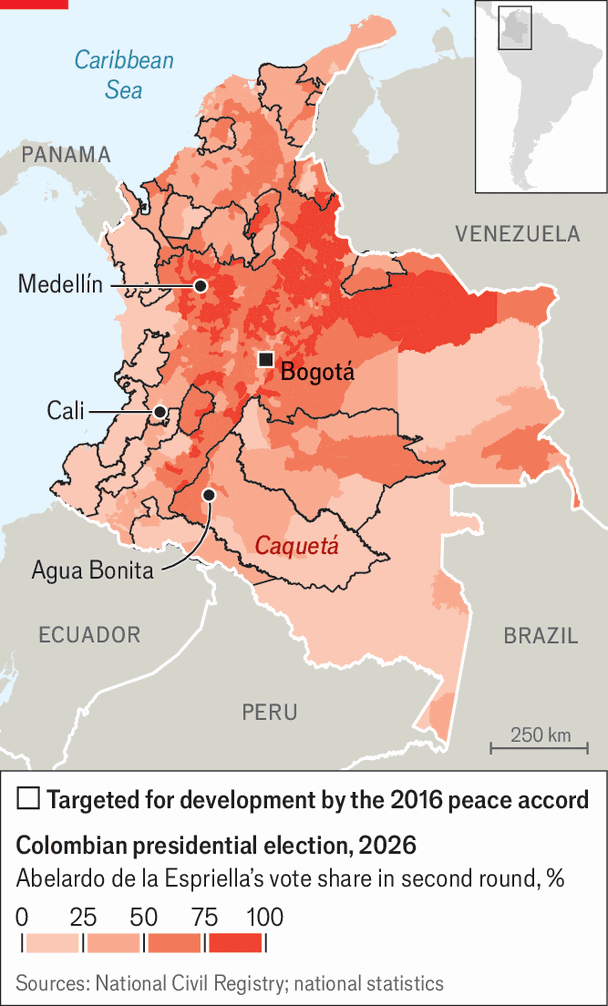 Caribbean
Sea
PANAMA
VENEZUELA
Medellín
Bogotá
Cali
Caquetá
Agua Bonita
ECUADOR
BRAZIL
PERU
250 km
Targeted for development by the 2016 peace accord
Colombian presidential election, 2026
Abelardo de la Espriella’s vote share in second round, %
0 25 50 75 100
Sources: National Civil Registry; national statistics